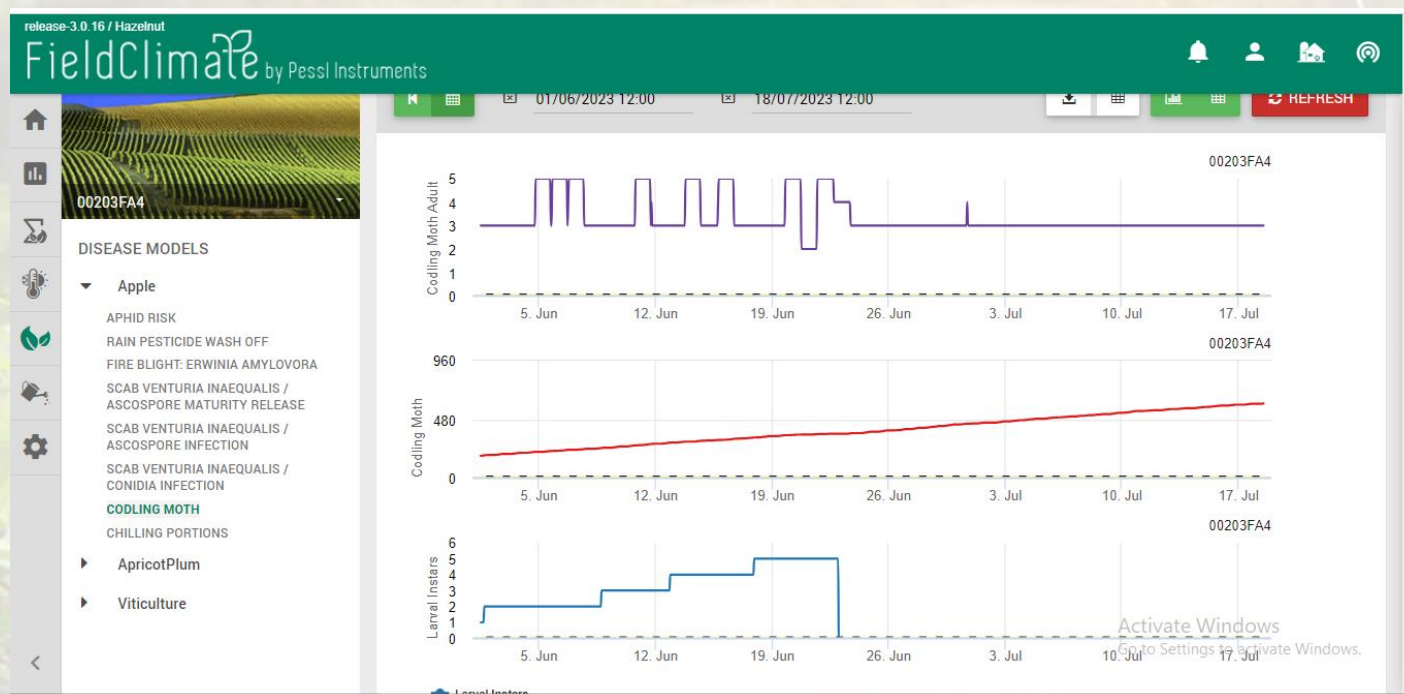 release-3.0.16 / Hazelnut
FieldClimate by Pessl Instruments
01/06/2023 12:00
18/07/2023 12:00
REFRESH
00203FA4
DISEASE MODELS
Apple
APHID RISK
RAIN PESTICIDE WASH OFF
FIRE BLIGHT: ERWINIA AMYLOVORA
SCAB VENTURIA INAEQUALIS /
ASCOSPORE MATURITY RELEASE
SCAB VENTURIA INAEQUALIS /
ASCOSPORE INFECTION
SCAB VENTURIA INAEQUALIS /
CONIDIA INFECTION
CODLING MOTH
CHILLING PORTIONS
ApricotPlum
Viticulture
00203FA4
Codling Moth Adult
5
4
3
2
1
0
5. Jun 12. Jun 19. Jun 26. Jun 3. Jul 10. Jul 17. Jul
00203FA4
Codling Moth
960
480
0
5. Jun 12. Jun 19. Jun 26. Jun 3. Jul 10. Jul 17. Jul
00203FA4
Larval Instars
6
5
4
3
2
1
0
5. Jun 12. Jun 19. Jun 26. Jun 3. Jul 10. Jul 17. Jul
Activate Windows
Go to Settings to activate Windows.
Larval Instars